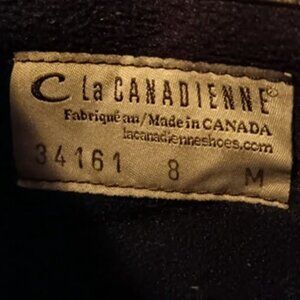 C La CANADIENNE®
Fabriqué au/Made in CANADA
lacanadienneshoes.com
34161 8 M